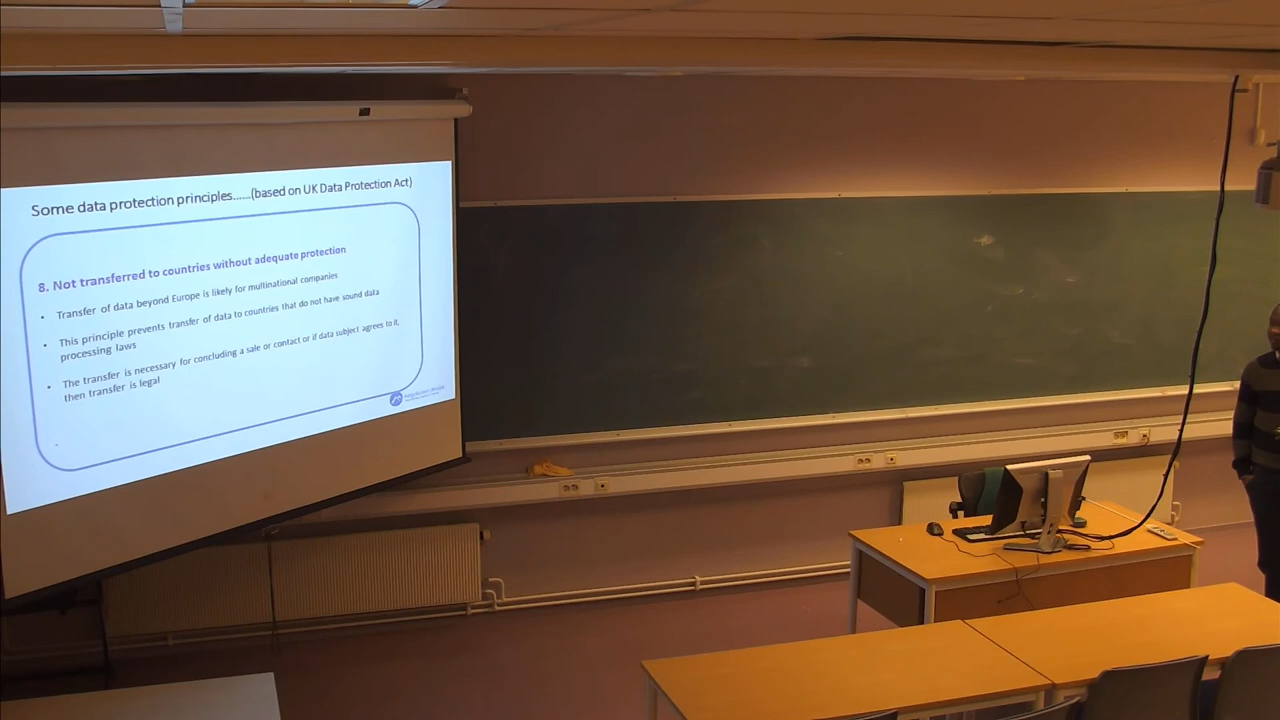 Some data protection principles......(based on UK Data Protection Act)
8. Not transferred to countries without adequate protection
• Transfer of data beyond Europe is likely for multinational companies
• This principle prevents transfer of data to countries that do not have sound data
processing laws
• The transfer is necessary for concluding a sale or contact or if data subject agrees to it,
then transfer is legal